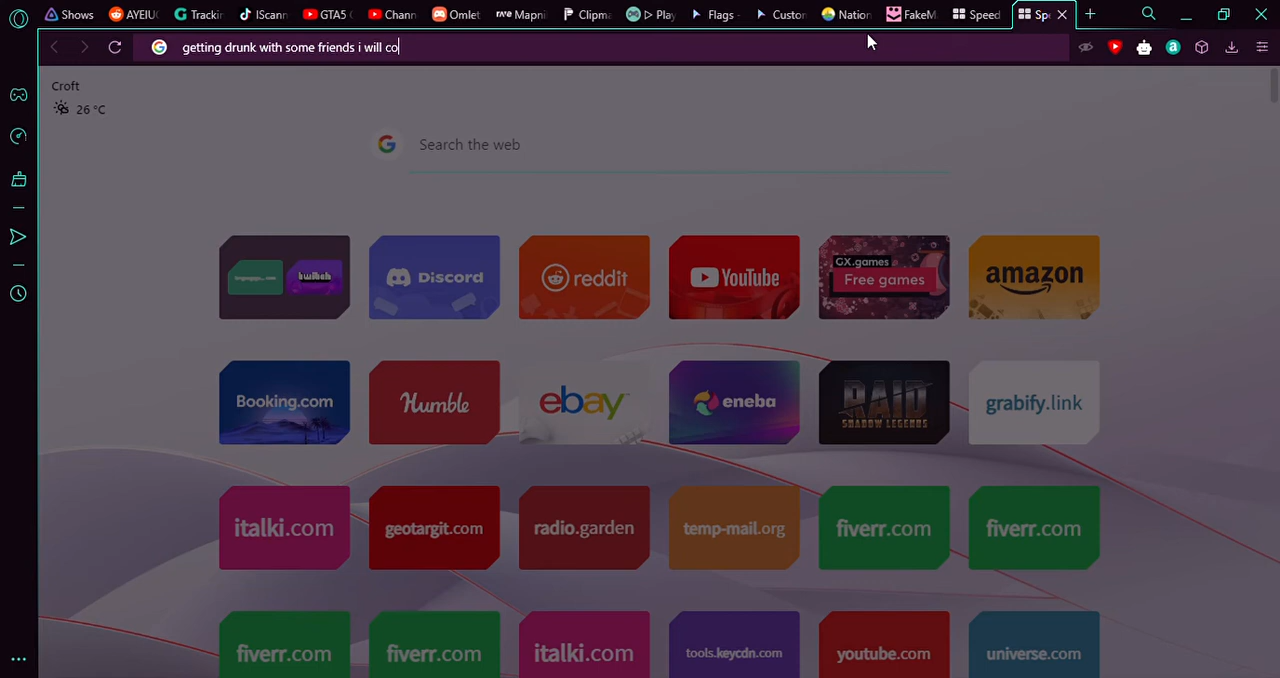 Shows
AYEIUC
Trackin
IScann
GTA5 (
Chann
Omlet
Mapni
Clipma
Play
Flags -
Custon
Nation
FakeM
Speed
Sp
getting drunk with some friends i will co
Croft
26 °C
Search the web
twitch
Discord
reddit
YouTube
GX.games
Free games
amazon
Booking.com
Humble
ebay
eneba
RAID
SHADOW LEGENDS
grabify.link
italki.com
geotargit.com
radio.garden
temp-mail.org
fiverr.com
fiverr.com
fiverr.com
fiverr.com
italki.com
tools.keycdn.com
youtube.com
universe.com